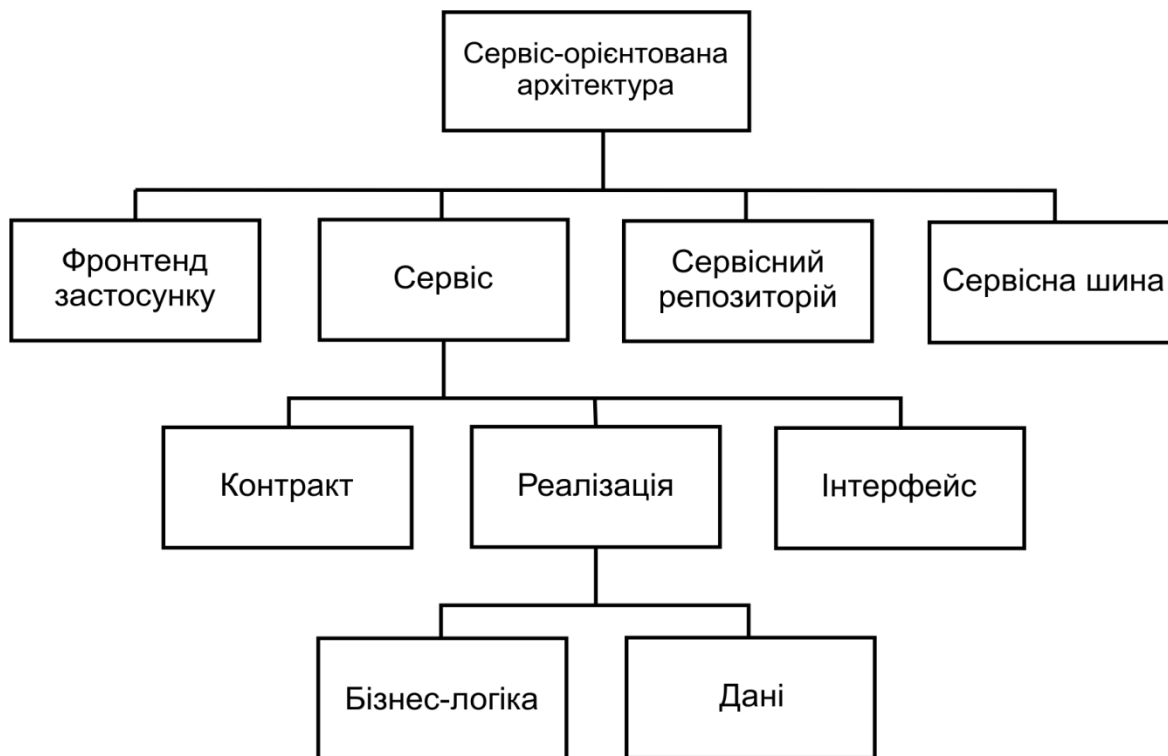 Сервіс-орієнтована
архітектура
Фронтенд
застосунку
Сервіс
Сервісний
репозиторій
Сервісна шина
Контракт
Реалізація
Інтерфейс
Бізнес-логіка
Дані